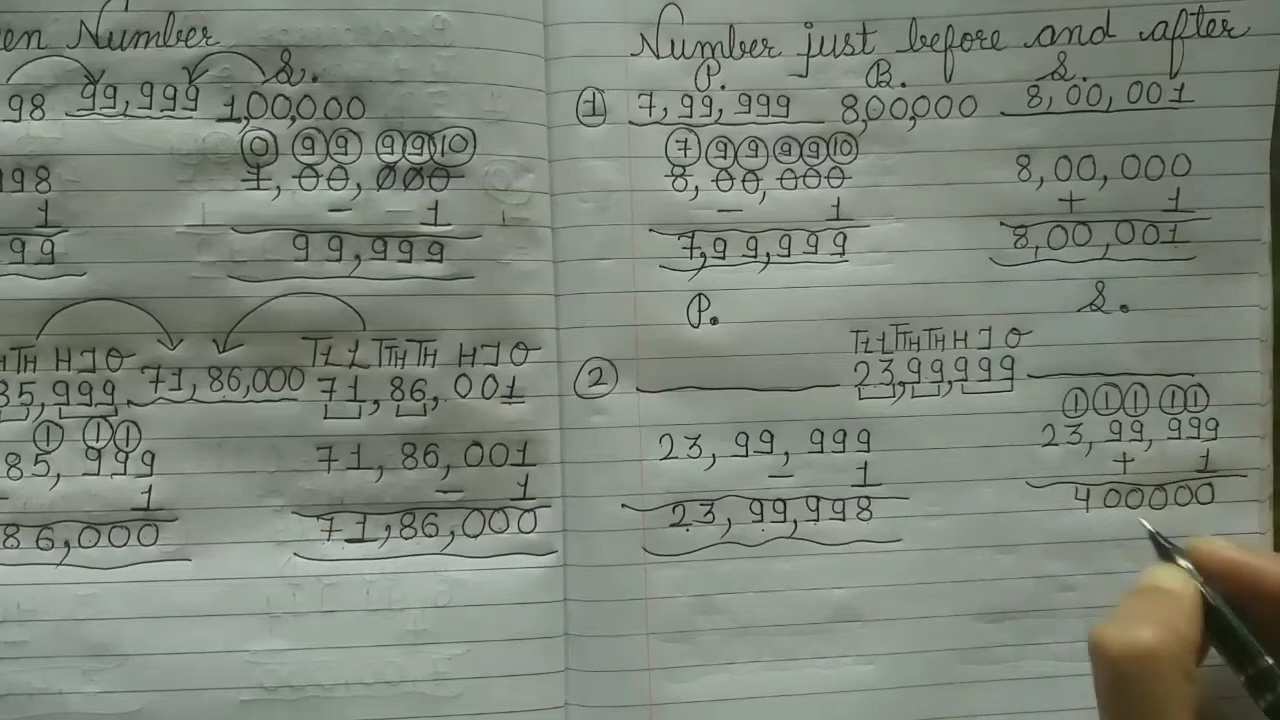 en Number
S.
98 99,999 1,00,000
0 9 9 9 9 10
1,00,000
- 1
99,999
98
1
99
TH H T O 71,86,000 TL L TTH TH H T O
35,999 71,86,001
1 1 1
85,999
1
86,000
71,86,001
- 1
71,86,000
Number just before and after
P. B. S.
1 7,99,999 8,00,000 8,00,001
7 9 9 9 9 10
8,00,000
- 1
7,99,999
8,00,000
+ 1
8,00,001
P. S.
TL L TTH TH H T O
2 23,99,999
23,99,999
- 1
23,99,998
1 1 1 1 1
23,99,999
+ 1
400000